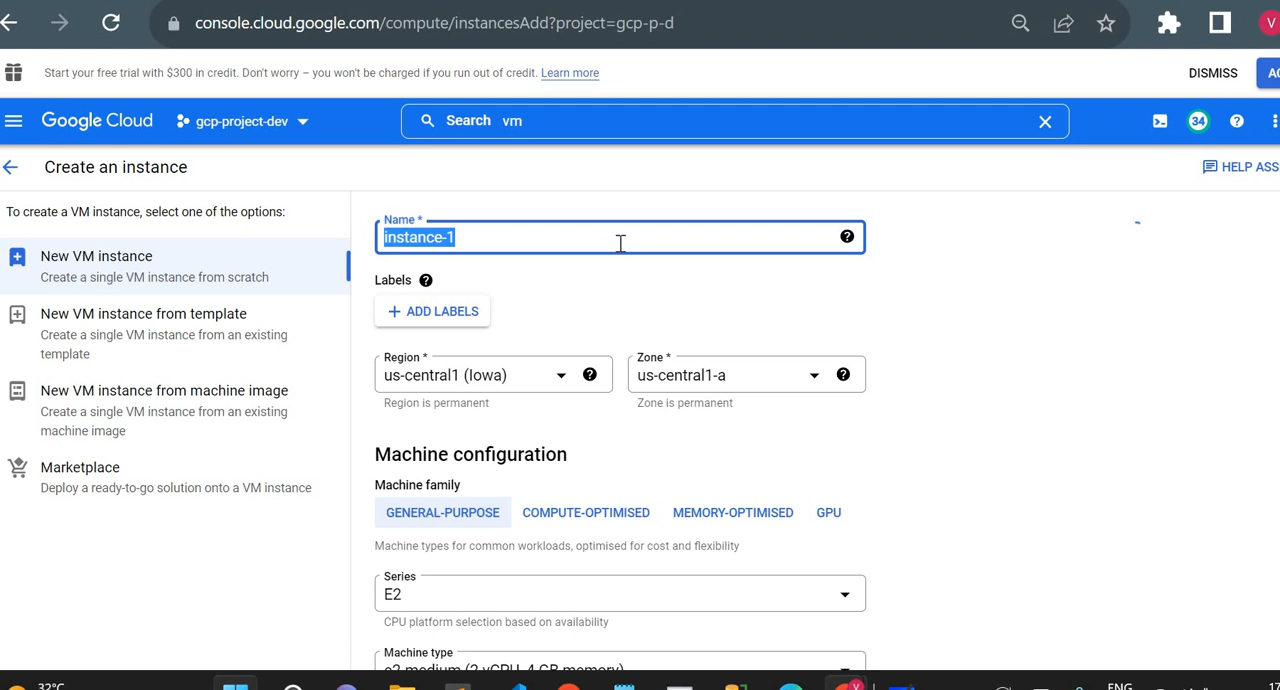 console.cloud.google.com/compute/instancesAdd?project=gcp-p-d
V
Start your free trial with $300 in credit. Don't worry – you won't be charged if you run out of credit. Learn more
DISMISS
Google Cloud
gcp-project-dev
Search vm
34
?
Create an instance
HELP ASS
To create a VM instance, select one of the options:
New VM instance
Create a single VM instance from scratch
New VM instance from template
Create a single VM instance from an existing
template
New VM instance from machine image
Create a single VM instance from an existing
machine image
Marketplace
Deploy a ready-to-go solution onto a VM instance
Name *
instance-1
?
Labels ?
+ ADD LABELS
Region *
us-central1 (Iowa)
?
Region is permanent
Zone *
us-central1-a
?
Zone is permanent
Machine configuration
Machine family
GENERAL-PURPOSE
COMPUTE-OPTIMISED
MEMORY-OPTIMISED
GPU
Machine types for common workloads, optimised for cost and flexibility
Series
E2
CPU platform selection based on availability
Machine type
e2-medium (2 vCPU, 4 GB memory)
32°C
ENG